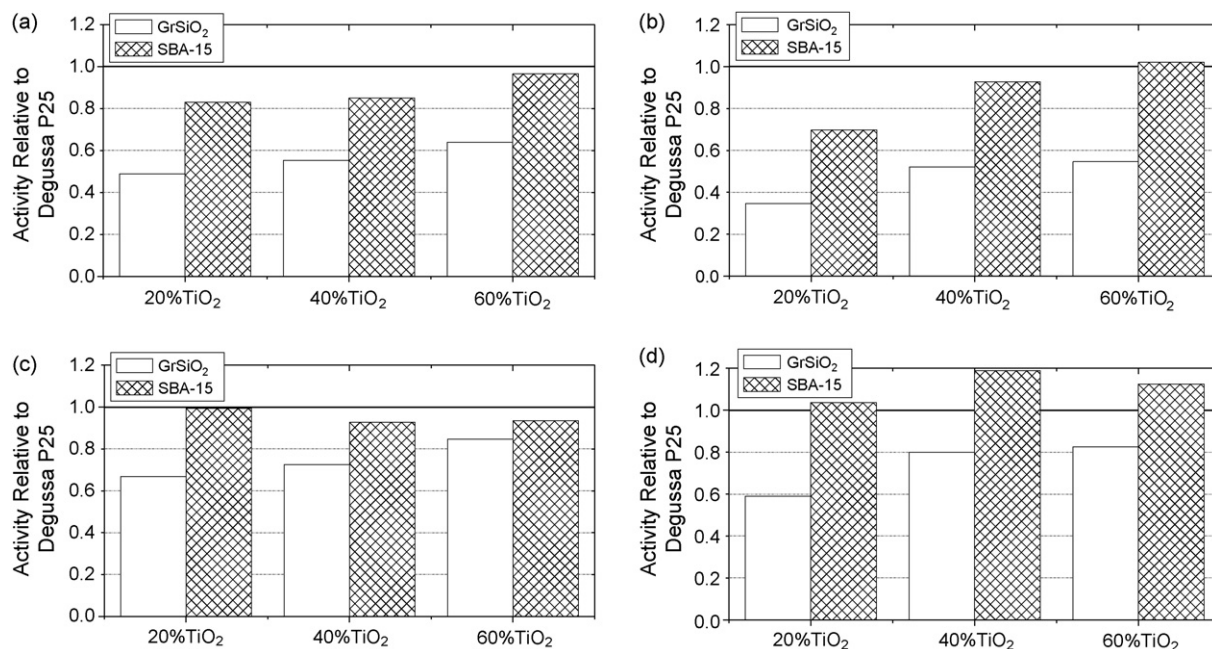 (a)
GrSiO₂
SBA-15
Activity Relative to
Degussa P25
1.2
1.0
0.8
0.6
0.4
0.2
0.0
20%TiO₂ 40%TiO₂ 60%TiO₂
(b)
GrSiO₂
SBA-15
Activity Relative to
Degussa P25
1.2
1.0
0.8
0.6
0.4
0.2
0.0
20%TiO₂ 40%TiO₂ 60%TiO₂
(c)
GrSiO₂
SBA-15
Activity Relative to
Degussa P25
1.2
1.0
0.8
0.6
0.4
0.2
0.0
20%TiO₂ 40%TiO₂ 60%TiO₂
(d)
GrSiO₂
SBA-15
Activity Relative to
Degussa P25
1.2
1.0
0.8
0.6
0.4
0.2
0.0
20%TiO₂ 40%TiO₂ 60%TiO₂